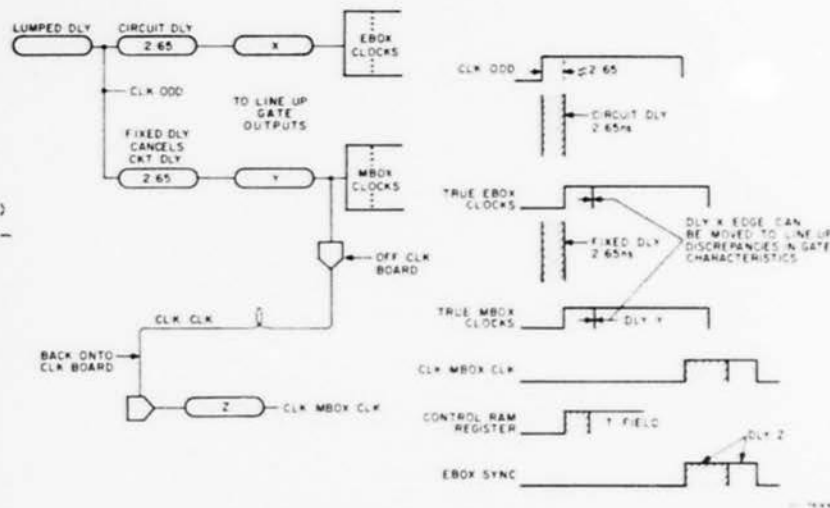 LUMPED DLY
CIRCUIT DLY
2.65
X
EBOX
CLOCKS
CLK ODD
TO LINE UP
GATE
OUTPUTS
FIXED DLY
CANCELS
CKT DLY
2.65
Y
MBOX
CLOCKS
OFF CLK
BOARD
CLK CLK
BACK ONTO
CLK BOARD
Z
CLK MBOX CLK
CLK ODD
≤2.65
CIRCUIT DLY
2.65ns
TRUE EBOX
CLOCKS
FIXED DLY
2.65ns
DLY X EDGE CAN
BE MOVED TO LINE UP
DISCREPANCIES IN GATE
CHARACTERISTICS
TRUE MBOX
CLOCKS
DLY Y
CLK MBOX CLK
CONTROL RAM
REGISTER
T FIELD
DLY Z
EBOX SYNC